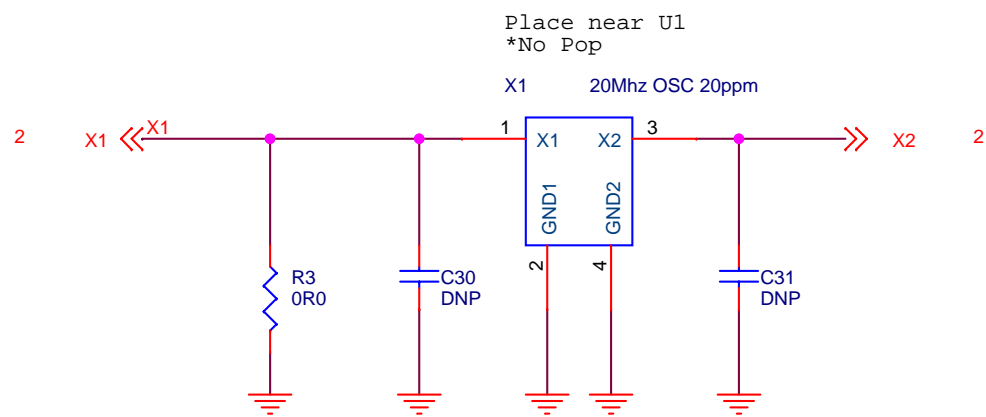 Place near U1
*No Pop
X1 20Mhz OSC 20ppm
2 X1 X1 1 X1 X2 3 X2 2
GND1 GND2
2 4
R3 C30 C31
0R0 DNP DNP